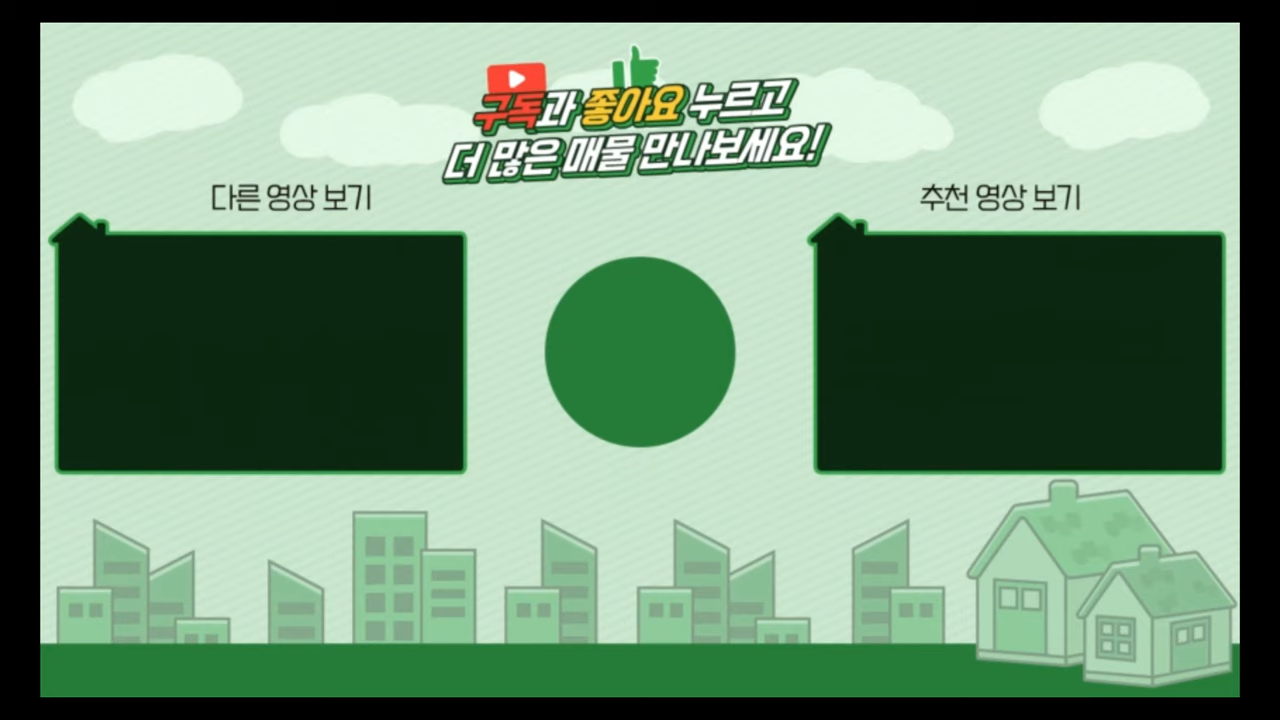 구독과 좋아요 누르고
더 많은 매물 만나보세요!
다른 영상 보기
추천 영상 보기